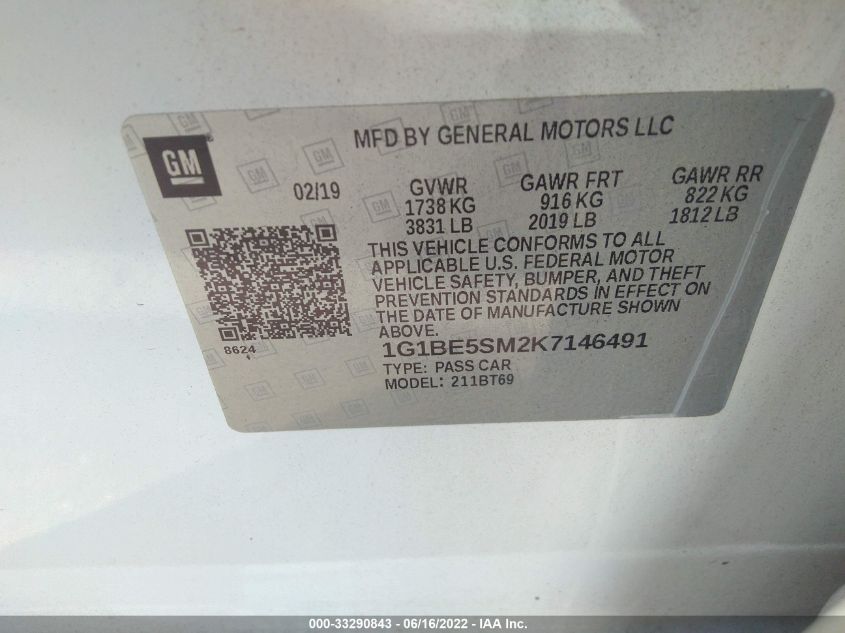 MFD BY GENERAL MOTORS LLC
GM
02/19
GVWR GAWR FRT GAWR RR
1738 KG 916 KG 822 KG
3831 LB 2019 LB 1812 LB
THIS VEHICLE CONFORMS TO ALL
APPLICABLE U.S. FEDERAL MOTOR
VEHICLE SAFETY, BUMPER, AND THEFT
PREVENTION STANDARDS IN EFFECT ON
THE DATE OF MANUFACTURE SHOWN
ABOVE.
8624
1G1BE5SM2K7146491
TYPE: PASS CAR
MODEL: 211BT69
000-33290843 - 06/16/2022 - IAA Inc.